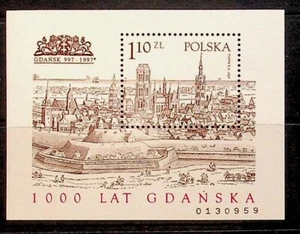 GDAŃSK 997-1997
1,10 ZŁ
POLSKA
1000 LAT GDAŃSKA
0130959